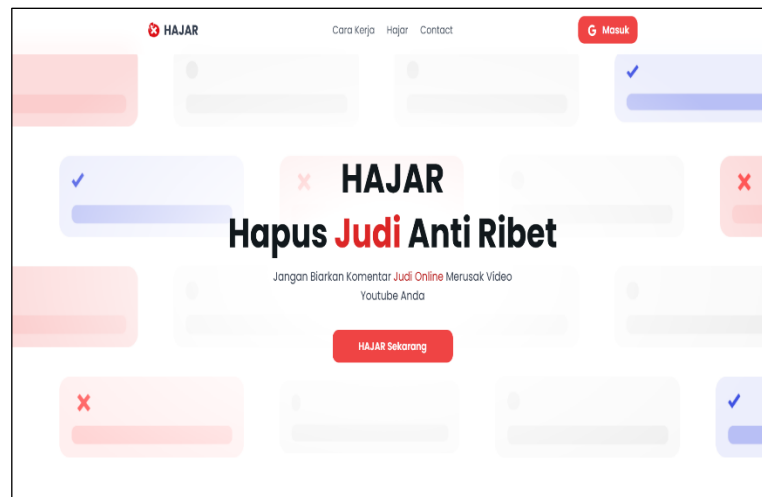 HAJAR
Cara Kerja Hajar Contact
G Masuk
HAJAR
Hapus Judi Anti Ribet
Jangan Biarkan Komentar Judi Online Merusak Video
Youtube Anda
HAJAR Sekarang